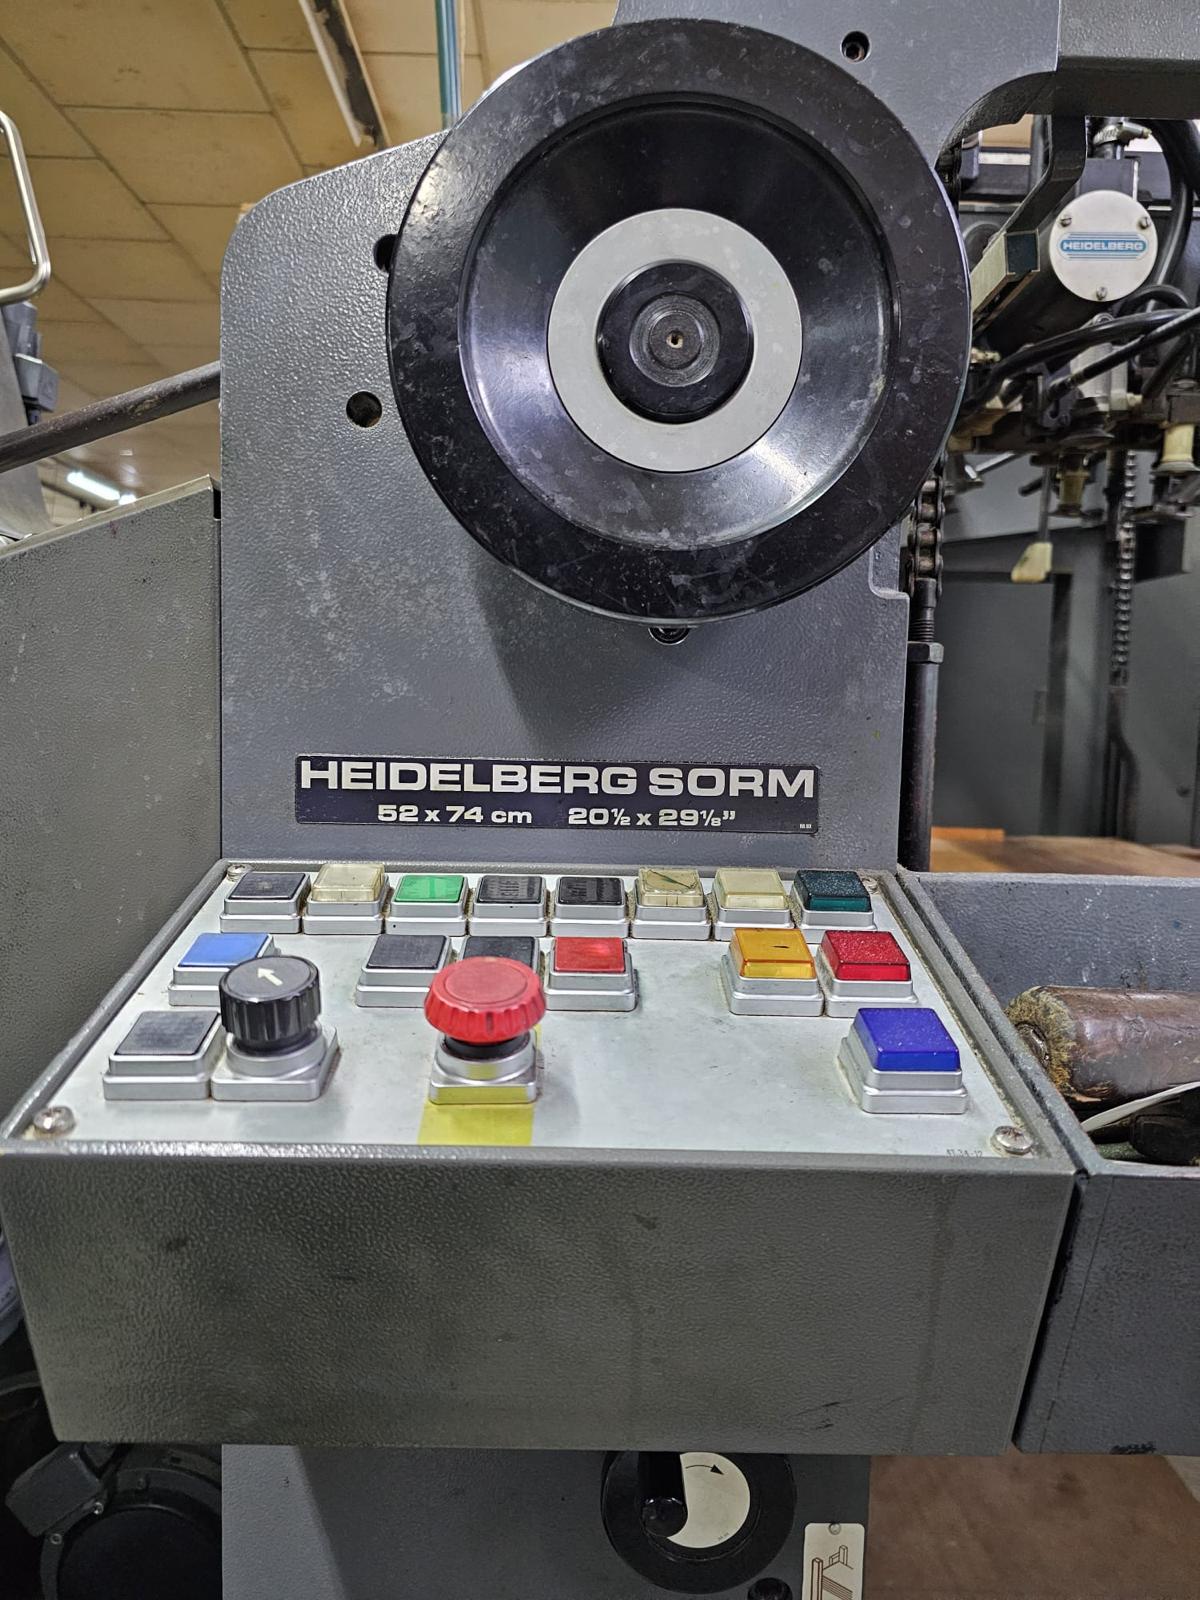 HEIDELBERG
HEIDELBERG SORM
52 x 74 cm 20½ x 29⅛”